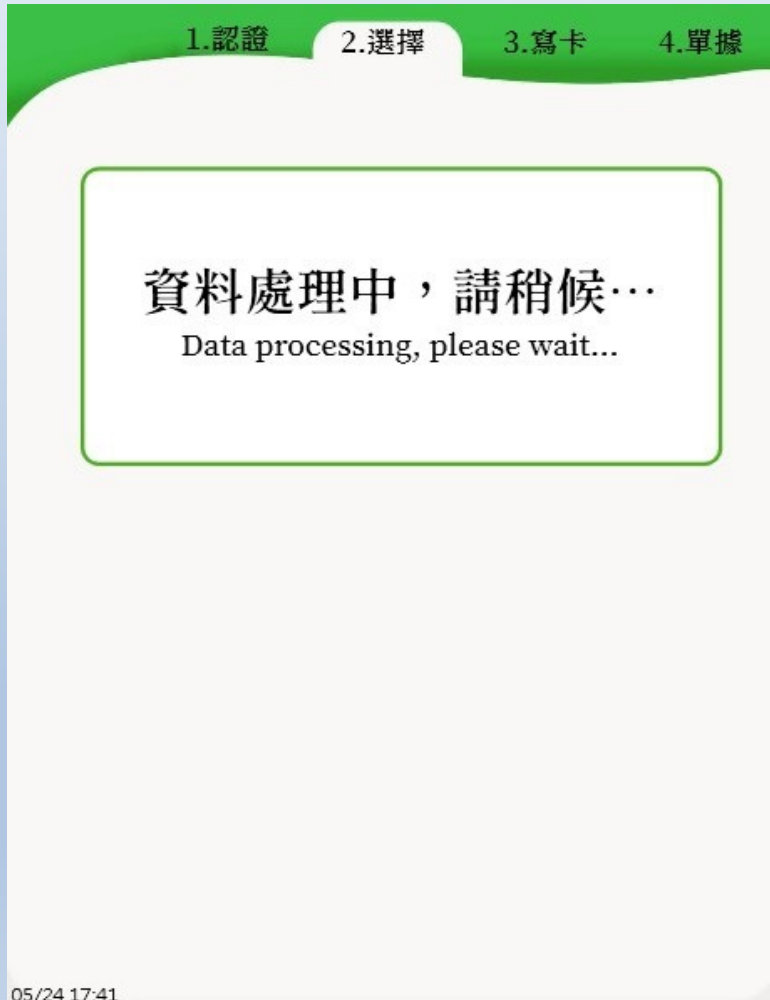 1.認證 2.選擇 3.寫卡 4.單據
資料處理中，請稍候…
Data processing, please wait...
05/24 17:41